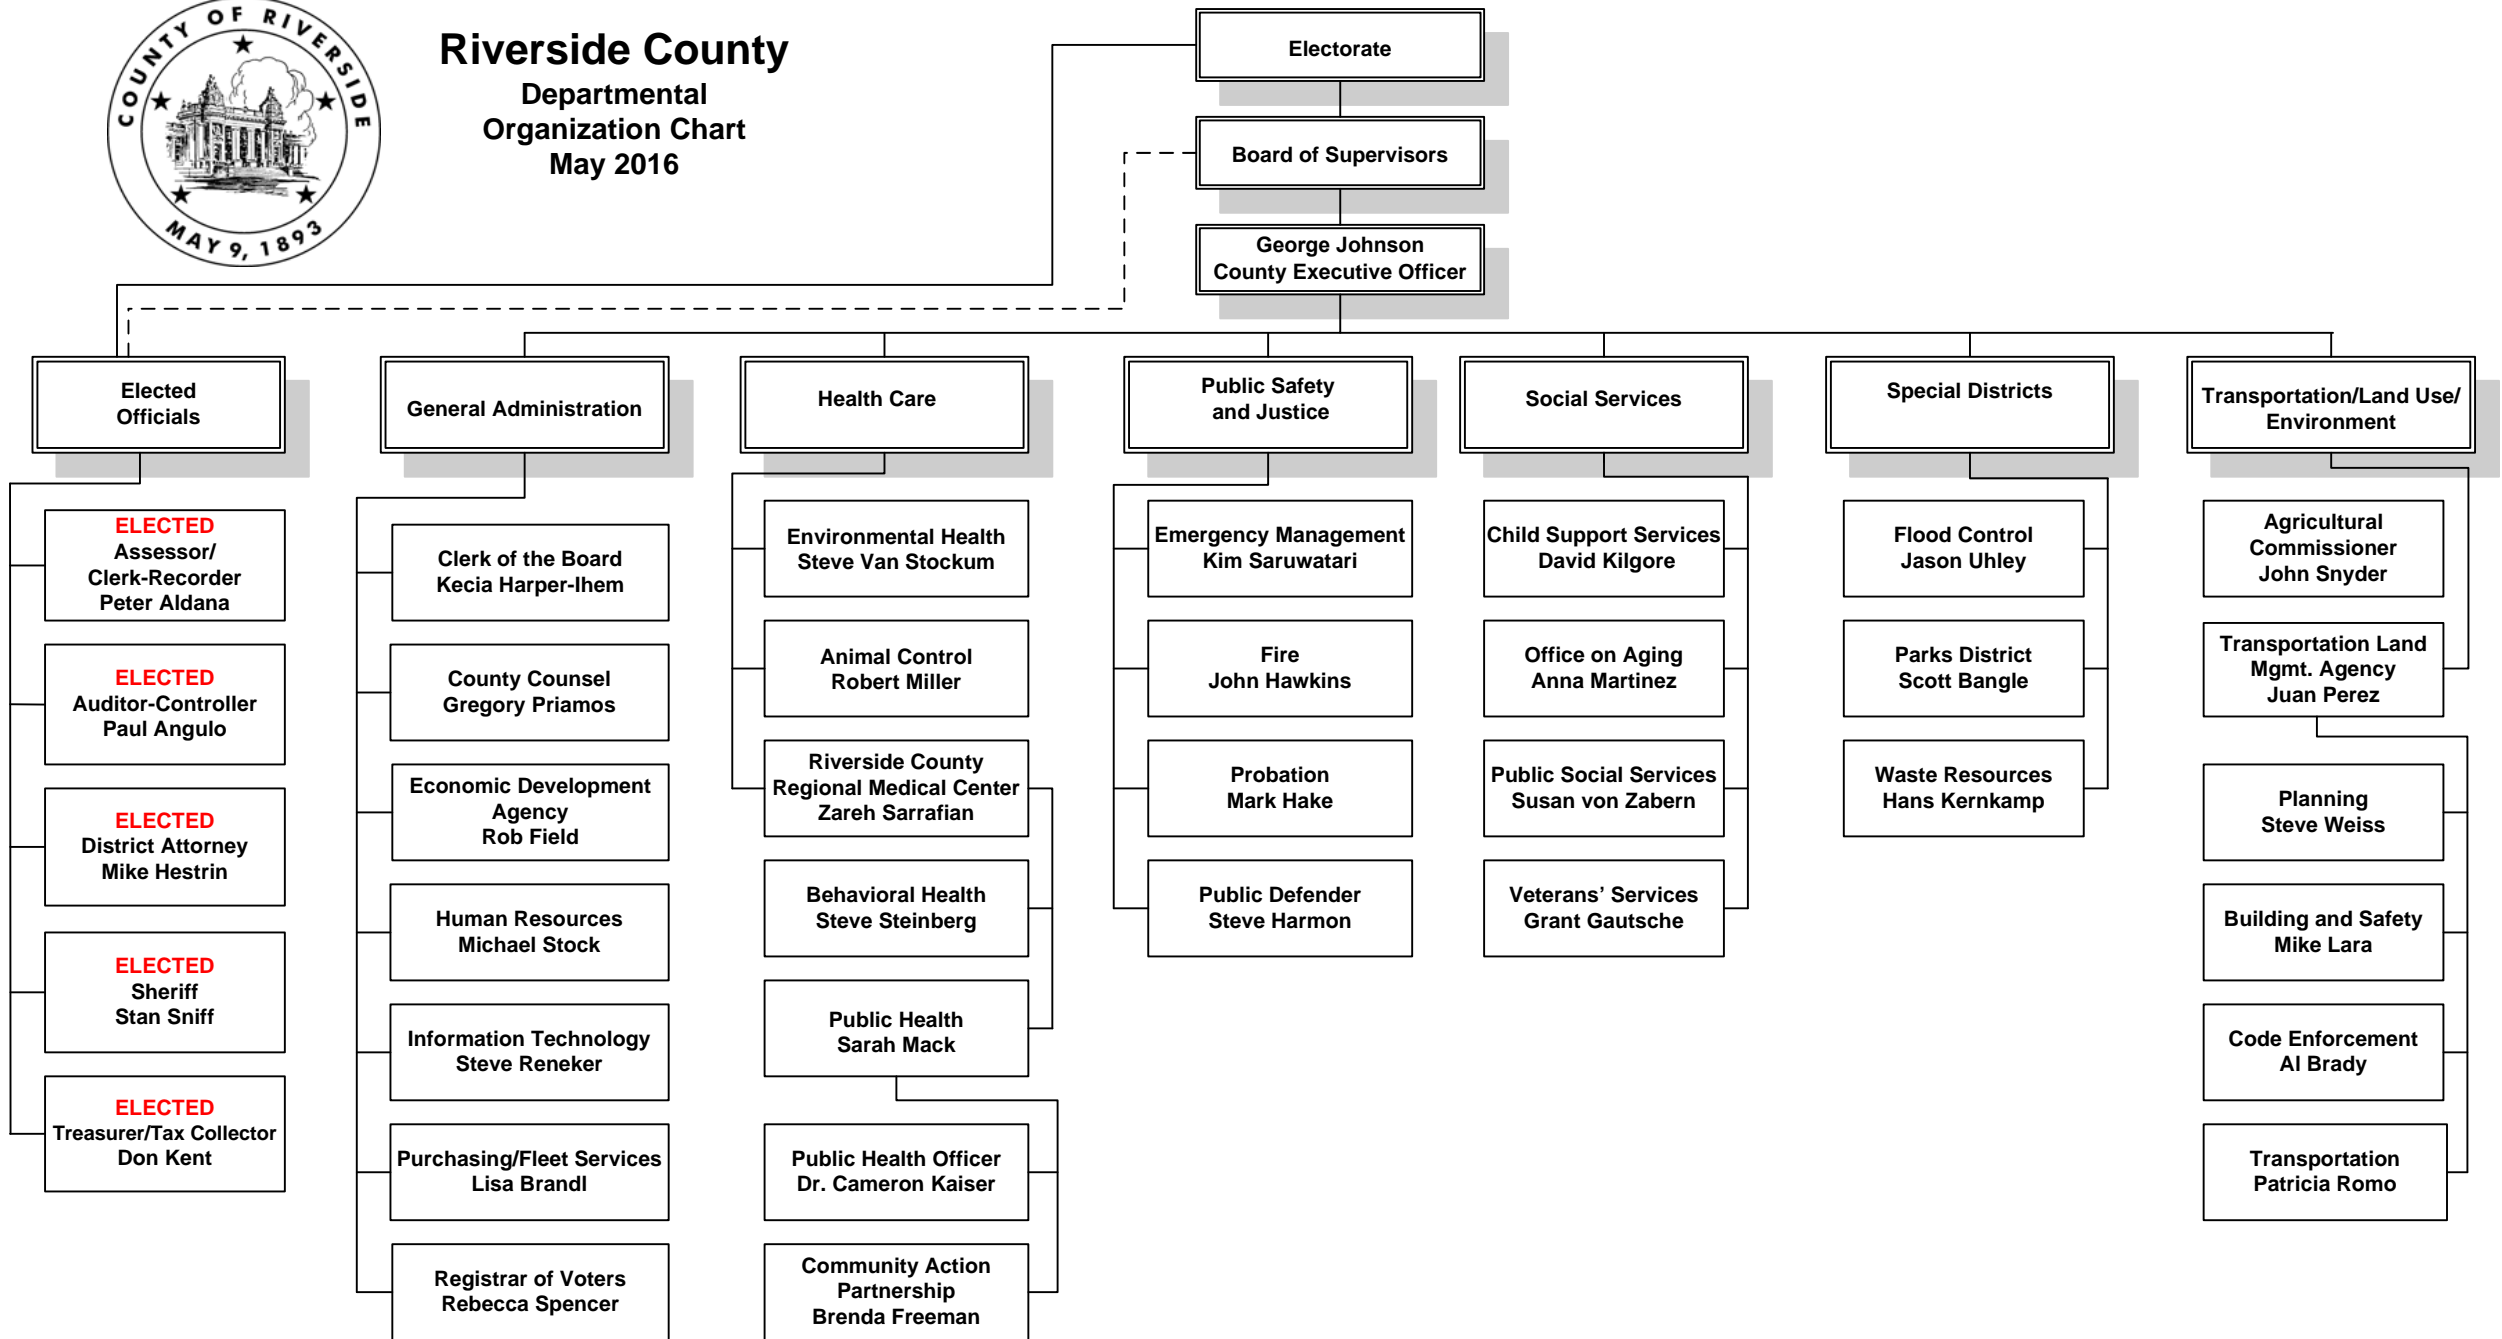 COUNTY OF RIVERSIDE
MAY 9, 1893
Riverside County
Departmental
Organization Chart
May 2016
Electorate
Board of Supervisors
George Johnson
County Executive Officer
Elected
Officials
ELECTED
Assessor/
Clerk-Recorder
Peter Aldana
ELECTED
Auditor-Controller
Paul Angulo
ELECTED
District Attorney
Mike Hestrin
ELECTED
Sheriff
Stan Sniff
ELECTED
Treasurer/Tax Collector
Don Kent
General Administration
Clerk of the Board
Kecia Harper-Ihem
County Counsel
Gregory Priamos
Economic Development
Agency
Rob Field
Human Resources
Michael Stock
Information Technology
Steve Reneker
Purchasing/Fleet Services
Lisa Brandl
Registrar of Voters
Rebecca Spencer
Health Care
Environmental Health
Steve Van Stockum
Animal Control
Robert Miller
Riverside County
Regional Medical Center
Zareh Sarrafian
Behavioral Health
Steve Steinberg
Public Health
Sarah Mack
Public Health Officer
Dr. Cameron Kaiser
Community Action
Partnership
Brenda Freeman
Public Safety
and Justice
Emergency Management
Kim Saruwatari
Fire
John Hawkins
Probation
Mark Hake
Public Defender
Steve Harmon
Social Services
Child Support Services
David Kilgore
Office on Aging
Anna Martinez
Public Social Services
Susan von Zabern
Veterans’ Services
Grant Gautsche
Special Districts
Flood Control
Jason Uhley
Parks District
Scott Bangle
Waste Resources
Hans Kernkamp
Transportation/Land Use/
Environment
Agricultural
Commissioner
John Snyder
Transportation Land
Mgmt. Agency
Juan Perez
Planning
Steve Weiss
Building and Safety
Mike Lara
Code Enforcement
Al Brady
Transportation
Patricia Romo